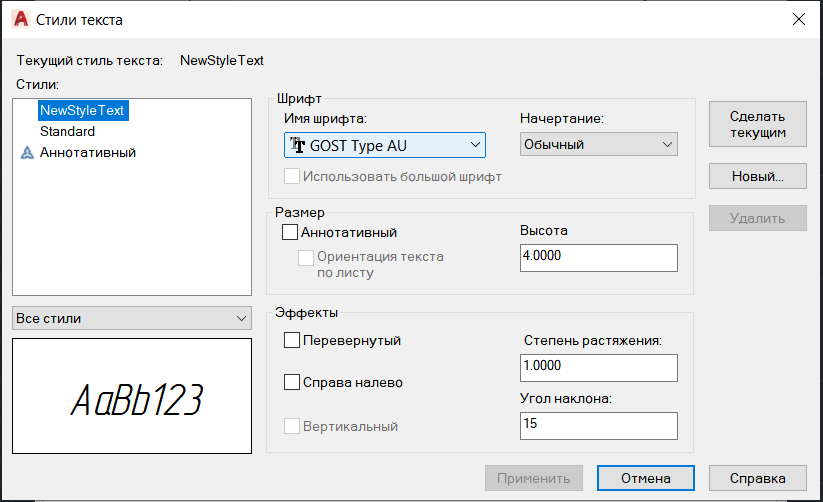 Стили текста
Текущий стиль текста: NewStyleText
Стили:
NewStyleText
Standard
Аннотативный
Все стили
AaBb123
Шрифт
Имя шрифта:
GOST Type AU
Начертание:
Обычный
Использовать большой шрифт
Размер
Аннотативный
Ориентация текста
по листу
Высота
4.0000
Эффекты
Перевернутый
Справа налево
Вертикальный
Степень растяжения:
1.0000
Угол наклона:
15
Сделать
текущим
Новый...
Удалить
Применить
Отмена
Справка